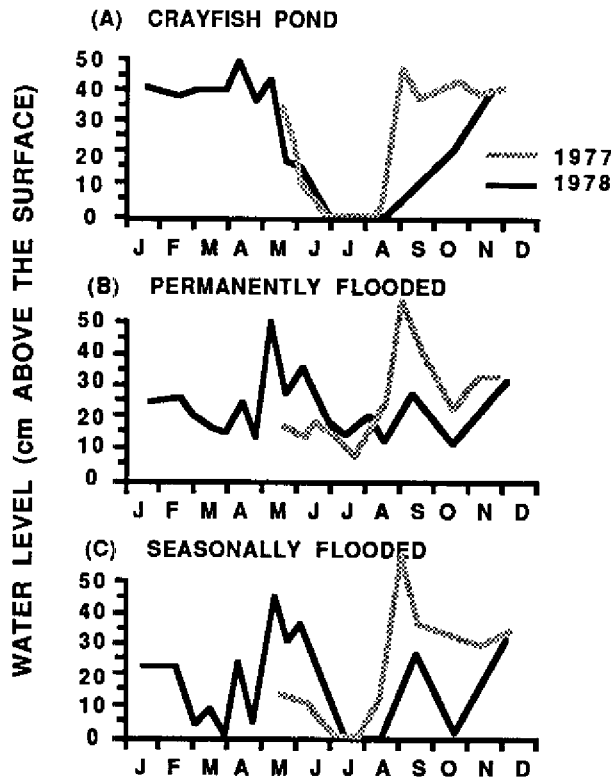 (A) CRAYFISH POND
50
40
30
20
10
0
J F M A M J J A S O N D
1977
1978
(B) PERMANENTLY FLOODED
50
40
30
20
10
0
J F M A M J J A S O N D
(C) SEASONALLY FLOODED
50
40
30
20
10
0
J F M A M J J A S O N D
WATER LEVEL (cm ABOVE THE SURFACE)